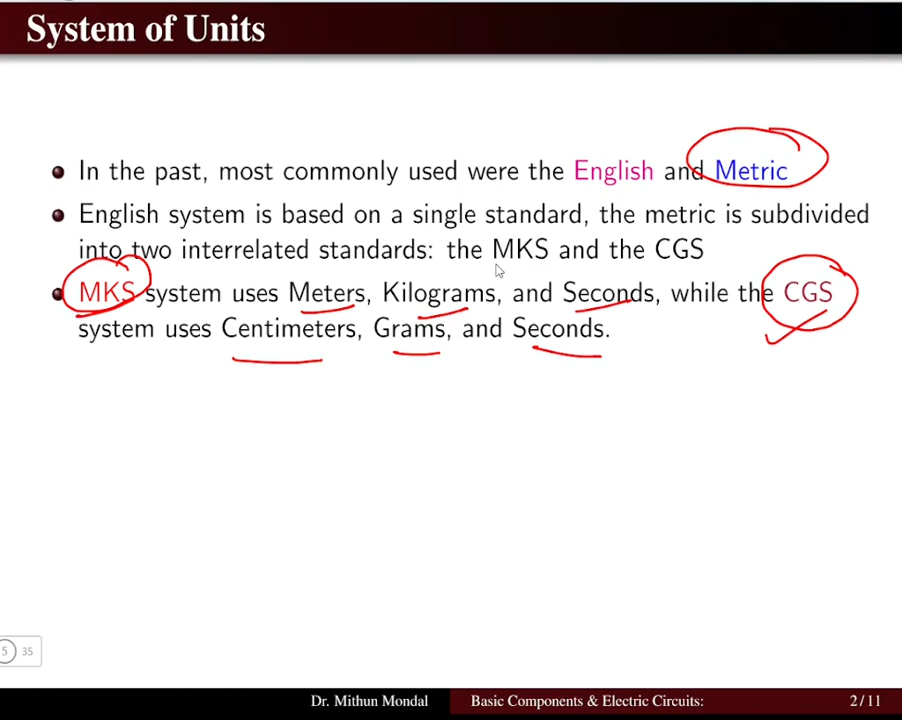 System of Units
In the past, most commonly used were the English and Metric
English system is based on a single standard, the metric is subdivided
into two interrelated standards: the MKS and the CGS
MKS system uses Meters, Kilograms, and Seconds, while the CGS
system uses Centimeters, Grams, and Seconds.
5 35
Dr. Mithun Mondal Basic Components & Electric Circuits: 2 / 11